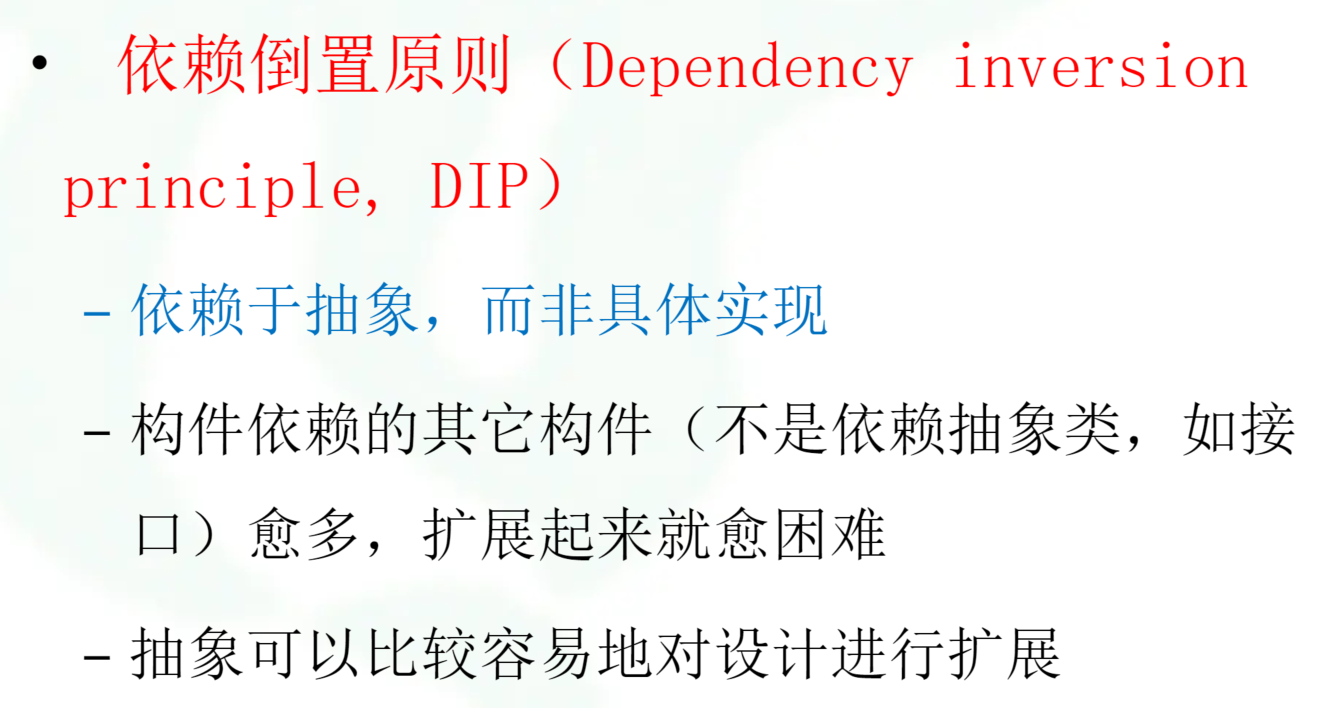 • 依赖倒置原则（Dependency inversion
principle, DIP）
– 依赖于抽象，而非具体实现
– 构件依赖的其它构件（不是依赖抽象类，如接
口）愈多，扩展起来就愈困难
– 抽象可以比较容易地对设计进行扩展